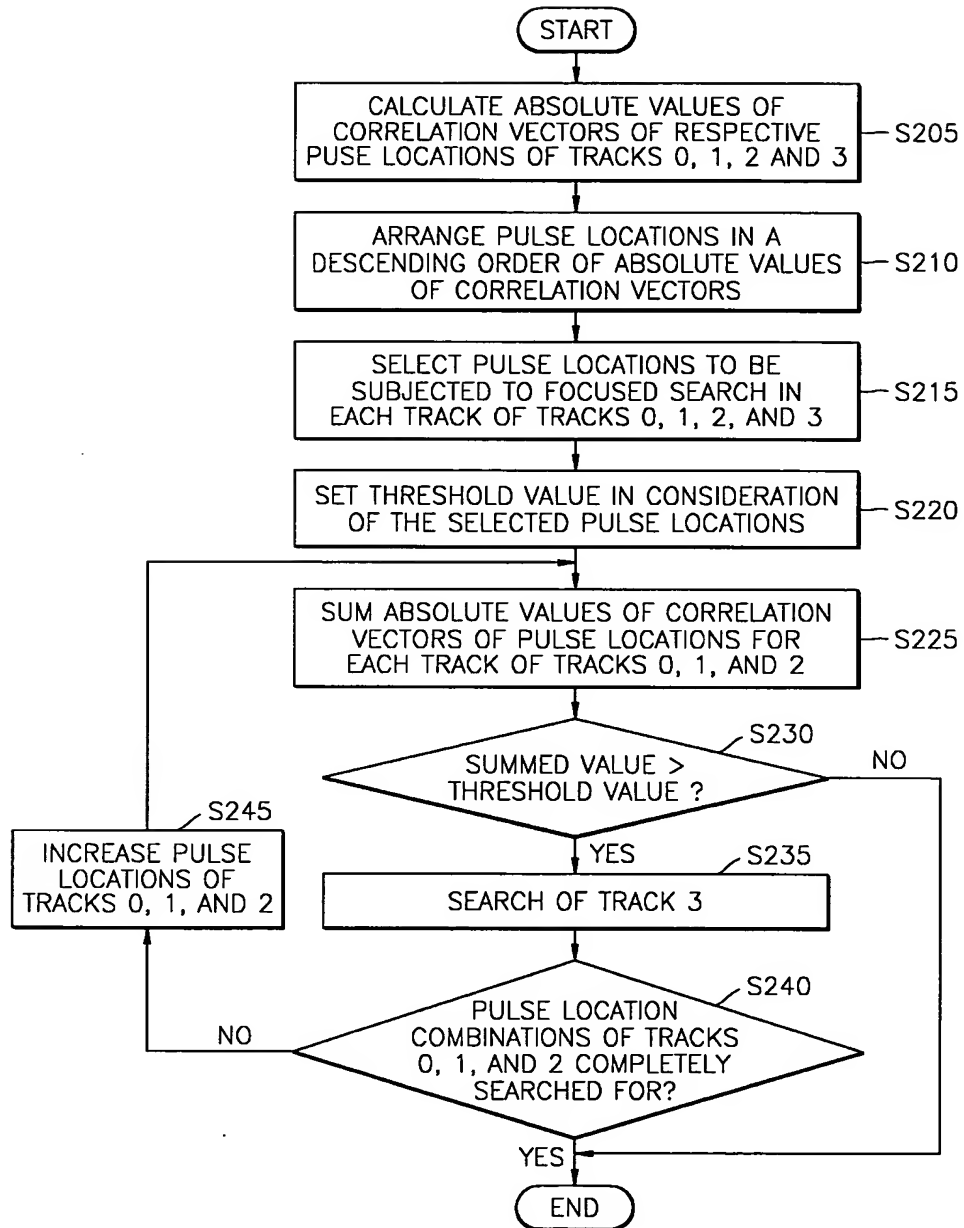 START
CALCULATE ABSOLUTE VALUES OF
CORRELATION VECTORS OF RESPECTIVE
PUSE LOCATIONS OF TRACKS 0, 1, 2 AND 3
S205
ARRANGE PULSE LOCATIONS IN A
DESCENDING ORDER OF ABSOLUTE VALUES
OF CORRELATION VECTORS
S210
SELECT PULSE LOCATIONS TO BE
SUBJECTED TO FOCUSED SEARCH IN
EACH TRACK OF TRACKS 0, 1, 2, AND 3
S215
SET THRESHOLD VALUE IN CONSIDERATION
OF THE SELECTED PULSE LOCATIONS
S220
SUM ABSOLUTE VALUES OF CORRELATION
VECTORS OF PULSE LOCATIONS FOR
EACH TRACK OF TRACKS 0, 1, AND 2
S225
S230
SUMMED VALUE >
THRESHOLD VALUE ?
NO
YES
S245
INCREASE PULSE
LOCATIONS OF
TRACKS 0, 1, AND 2
S235
SEARCH OF TRACK 3
S240
PULSE LOCATION
COMBINATIONS OF TRACKS
0, 1, AND 2 COMPLETELY
SEARCHED FOR?
NO
YES
END